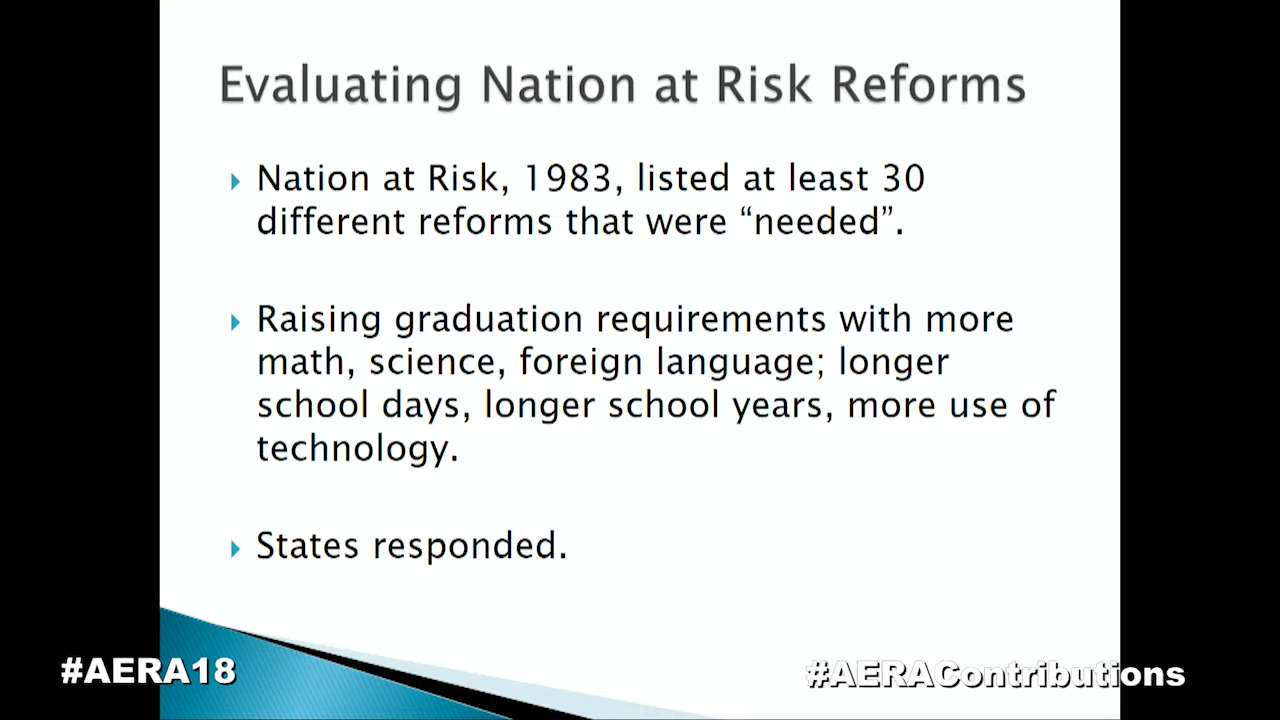 Evaluating Nation at Risk Reforms
Nation at Risk, 1983, listed at least 30
different reforms that were “needed”.
Raising graduation requirements with more
math, science, foreign language; longer
school days, longer school years, more use of
technology.
States responded.
#AERA18
#AERAContributions